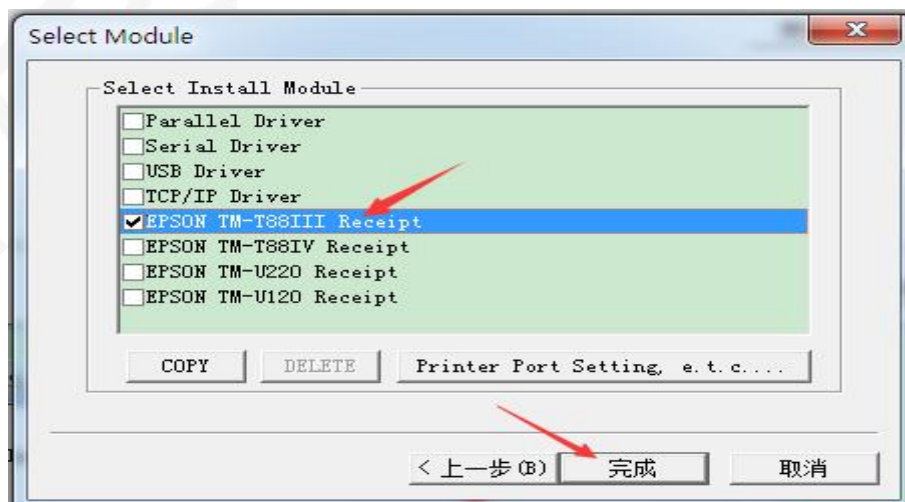 Select Module
Select Install Module
Parallel Driver
Serial Driver
USB Driver
TCP/IP Driver
EPSON TM-T88III Receipt
EPSON TM-T88IV Receipt
EPSON TM-U220 Receipt
EPSON TM-U120 Receipt
COPY DELETE Printer Port Setting, e.t.c....
< 上一步(B) 完成 取消